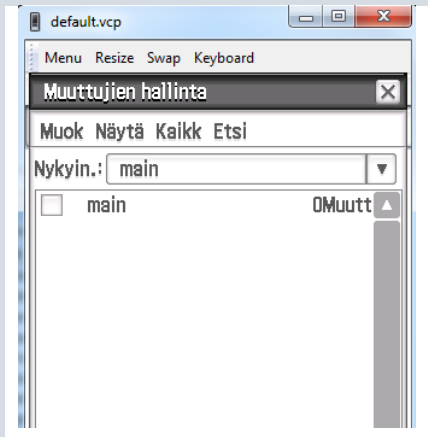 default.vcp
Menu Resize Swap Keyboard
Muuttujien hallinta
Muok Näytä Kaikk Etsi
Nykyin.: main
main 0Muutt